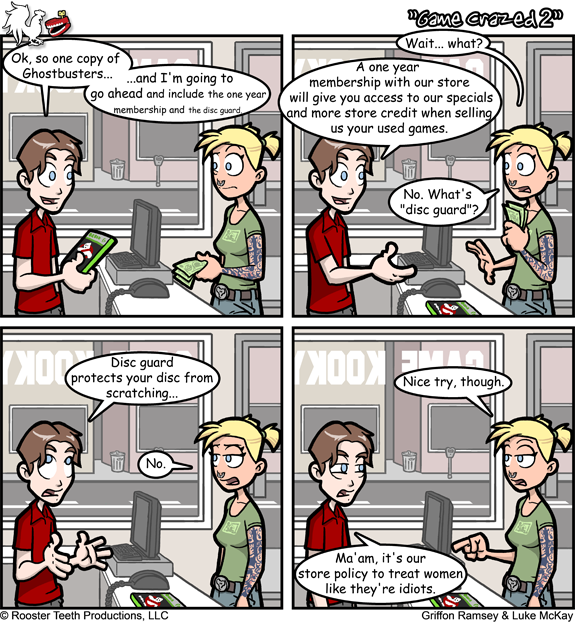 "Game Crazed 2"
Ok, so one copy of
Ghostbusters...
...and I'm going to
go ahead and include the one year
membership and the disc guard.
Wait... what?
A one year
membership with our store
will give you access to our specials
and more store credit when selling
us your used games.
No. What's
"disc guard"?
Disc guard
protects your disc from
scratching...
No.
KOOKY
GAME
Nice try, though.
Ma'am, it's our
store policy to treat women
like they're idiots.
© Rooster Teeth Productions, LLC
Griffon Ramsey & Luke McKay